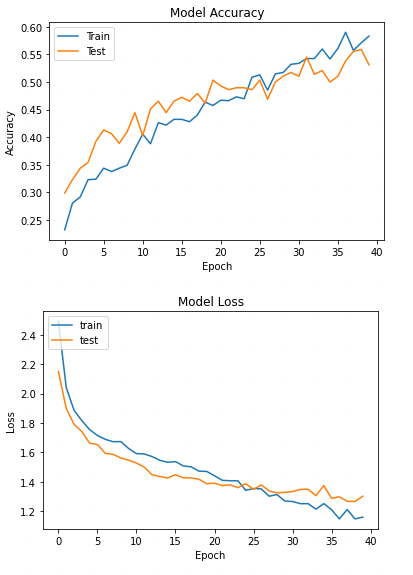 Model Accuracy
0.60
0.55
0.50
0.45
0.40
0.35
0.30
0.25
Accuracy
Train
Test
0 5 10 15 20 25 30 35 40
Epoch
Model Loss
2.4
2.2
2.0
1.8
1.6
1.4
1.2
Loss
train
test
0 5 10 15 20 25 30 35 40
Epoch